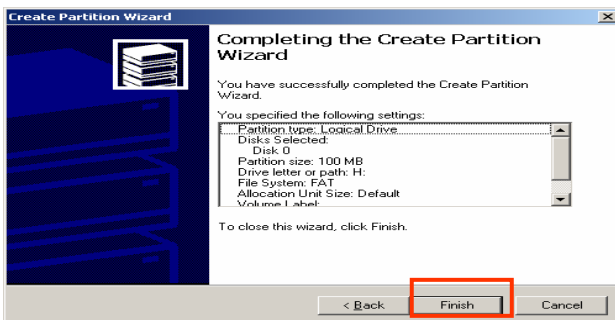 Create Partition Wizard
Completing the Create Partition
Wizard
You have successfully completed the Create Partition
Wizard.
You specified the following settings:
Partition type: Logical Drive
Disks Selected:
Disk 0
Partition size: 100 MB
Drive letter or path: H:
File System: FAT
Allocation Unit Size: Default
Volume Label:
To close this wizard, click Finish.
< Back
Finish
Cancel